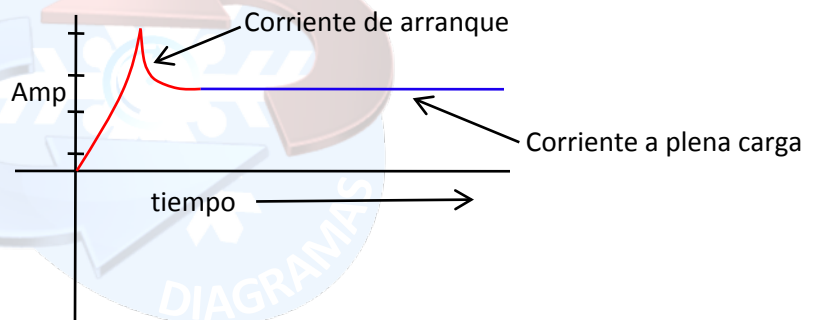 Corriente de arranque
Amp
Corriente a plena carga
tiempo
DIAGRAMAS